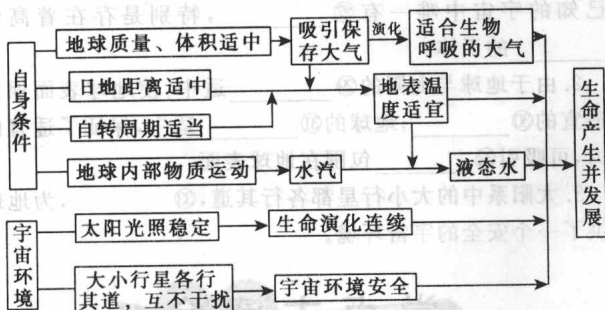 地球质量、体积适中
吸引保
存大气
演化
适合生物
呼吸的大气
自身条件
日地距离适中
自转周期适当
地表温
度适宜
生命产生并发展
地球内部物质运动
水汽
液态水
宇宙环境
太阳光照稳定
生命演化连续
大小行星各行
其道，互不干扰
宇宙环境安全